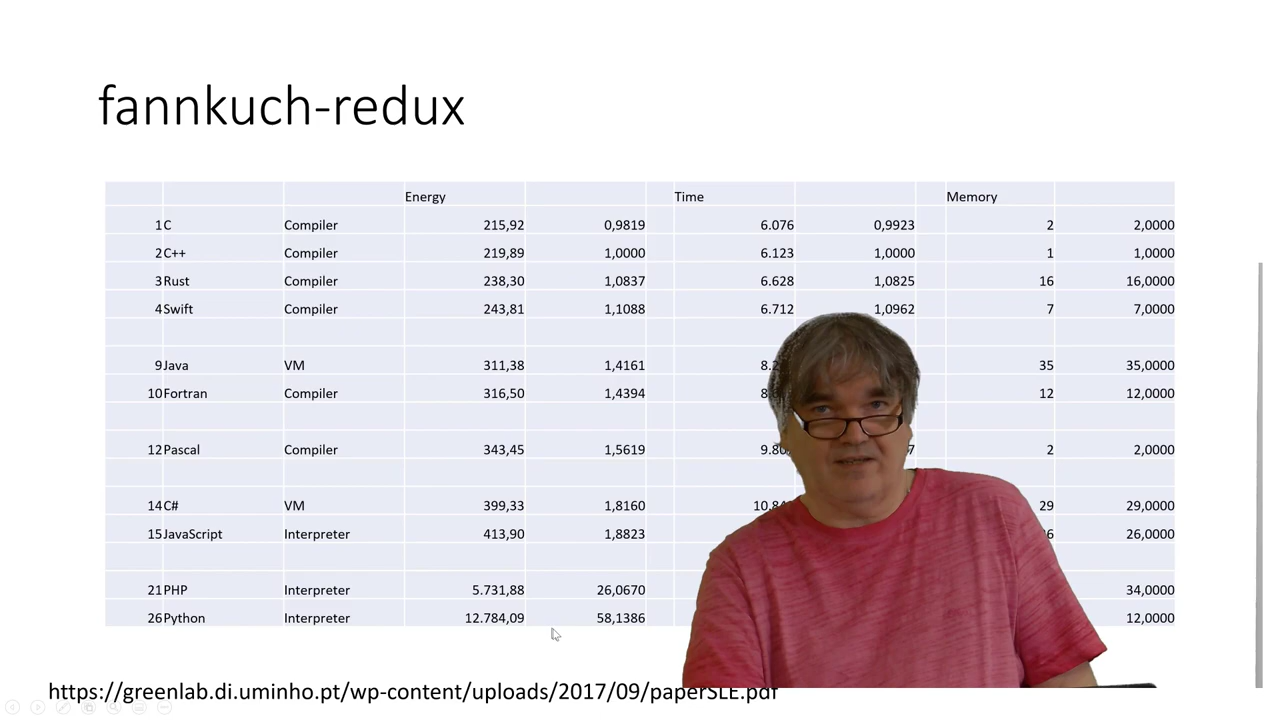 fannkuch-redux
Energy Time Memory
1 C Compiler 215,92 0,9819 6.076 0,9923 2 2,0000
2 C++ Compiler 219,89 1,0000 6.123 1,0000 1 1,0000
3 Rust Compiler 238,30 1,0837 6.628 1,0825 16 16,0000
4 Swift Compiler 243,81 1,1088 6.712 1,0962 7 7,0000
9 Java VM 311,38 1,4161 35 35,0000
10 Fortran Compiler 316,50 1,4394 12 12,0000
12 Pascal Compiler 343,45 1,5619 2 2,0000
14 C# VM 399,33 1,8160 29 29,0000
15 JavaScript Interpreter 413,90 1,8823 26,0000
21 PHP Interpreter 5.731,88 26,0670 34,0000
26 Python Interpreter 12.784,09 58,1386 12,0000
https://greenlab.di.uminho.pt/wp-content/uploads/2017/09/paperSLE.pdf